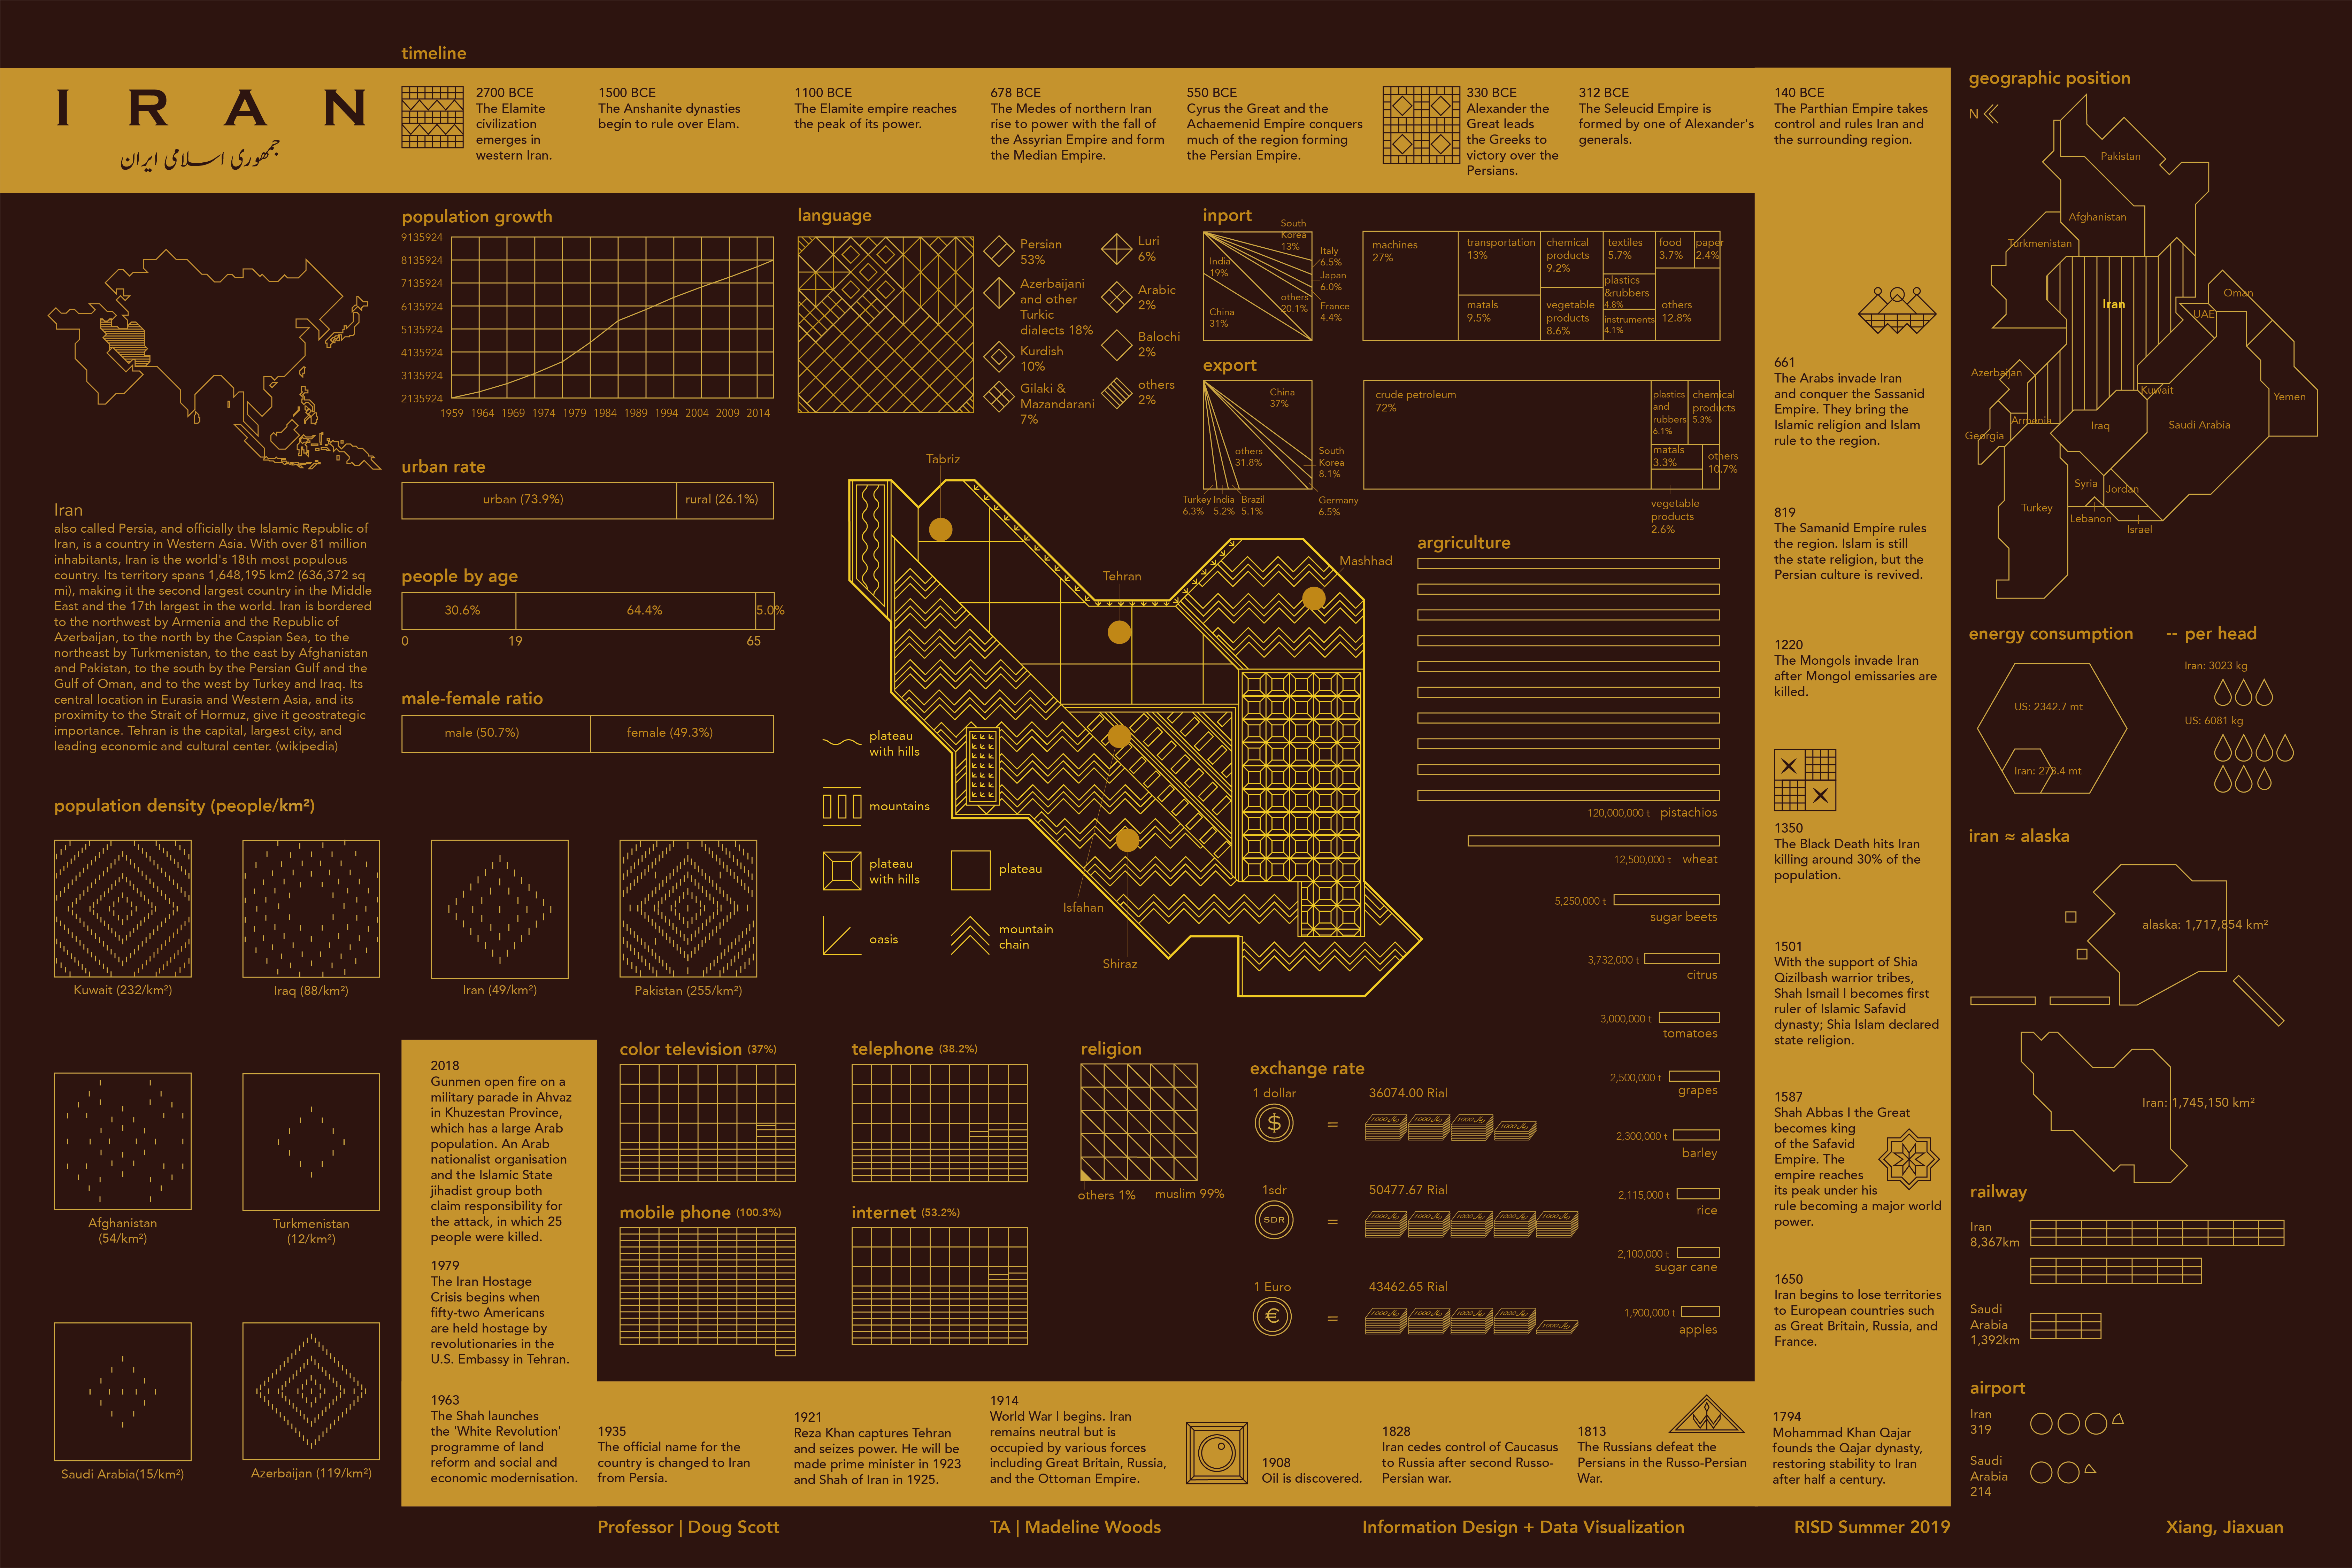 timeline
I R A N
جمهوری اسلامی ایران
2700 BCE
The Elamite
civilization
emerges in
western Iran.
1500 BCE
The Anshanite dynasties
begin to rule over Elam.
1100 BCE
The Elamite empire reaches
the peak of its power.
678 BCE
The Medes of northern Iran
rise to power with the fall of
the Assyrian Empire and form
the Median Empire.
550 BCE
Cyrus the Great and the
Achaemenid Empire conquers
much of the region forming
the Persian Empire.
330 BCE
Alexander the
Great leads
the Greeks to
victory over the
Persians.
312 BCE
The Seleucid Empire is
formed by one of Alexander's
generals.
140 BCE
The Parthian Empire takes
control and rules Iran and
the surrounding region.
661
The Arabs invade Iran
and conquer the Sassanid
Empire. They bring the
Islamic religion and Islam
rule to the region.
819
The Samanid Empire rules
the region. Islam is still
the state religion, but the
Persian culture is revived.
1220
The Mongols invade Iran
after Mongol emissaries are
killed.
1350
The Black Death hits Iran
killing around 30% of the
population.
1501
With the support of Shia
Qizilbash warrior tribes,
Shah Ismail I becomes first
ruler of Islamic Safavid
dynasty; Shia Islam declared
state religion.
1587
Shah Abbas I the Great
becomes king
of the Safavid
Empire. The
empire reaches
its peak under his
rule becoming a major world
power.
1650
Iran begins to lose territories
to European countries such
as Great Britain, Russia, and
France.
1794
Mohammad Khan Qajar
founds the Qajar dynasty,
restoring stability to Iran
after half a century.
1813
The Russians defeat the
Persians in the Russo-Persian
War.
1828
Iran cedes control of Caucasus
to Russia after second Russo-
Persian war.
1908
Oil is discovered.
1914
World War I begins. Iran
remains neutral but is
occupied by various forces
including Great Britain, Russia,
and the Ottoman Empire.
1921
Reza Khan captures Tehran
and seizes power. He will be
made prime minister in 1923
and Shah of Iran in 1925.
1935
The official name for the
country is changed to Iran
from Persia.
1963
The Shah launches
the 'White Revolution'
programme of land
reform and social and
economic modernisation.
1979
The Iran Hostage
Crisis begins when
fifty-two Americans
are held hostage by
revolutionaries in the
U.S. Embassy in Tehran.
2018
Gunmen open fire on a
military parade in Ahvaz
in Khuzestan Province,
which has a large Arab
population. An Arab
nationalist organisation
and the Islamic State
jihadist group both
claim responsibility for
the attack, in which 25
people were killed.
Iran
also called Persia, and officially the Islamic Republic of
Iran, is a country in Western Asia. With over 81 million
inhabitants, Iran is the world's 18th most populous
country. Its territory spans 1,648,195 km2 (636,372 sq
mi), making it the second largest country in the Middle
East and the 17th largest in the world. Iran is bordered
to the northwest by Armenia and the Republic of
Azerbaijan, to the north by the Caspian Sea, to the
northeast by Turkmenistan, to the east by Afghanistan
and Pakistan, to the south by the Persian Gulf and the
Gulf of Oman, and to the west by Turkey and Iraq. Its
central location in Eurasia and Western Asia, and its
proximity to the Strait of Hormuz, give it geostrategic
importance. Tehran is the capital, largest city, and
leading economic and cultural center. (wikipedia)
population density (people/km²)
Kuwait (232/km²)
Iraq (88/km²)
Iran (49/km²)
Pakistan (255/km²)
Afghanistan
(54/km²)
Turkmenistan
(12/km²)
Saudi Arabia(15/km²)
Azerbaijan (119/km²)
population growth
9135924
8135924
7135924
6135924
5135924
4135924
3135924
2135924
1959 1964 1969 1974 1979 1984 1989 1994 2004 2009 2014
urban rate
urban (73.9%) rural (26.1%)
people by age
30.6% 64.4% 5.0%
0 19 65
male-female ratio
male (50.7%) female (49.3%)
language
Persian
53%
Azerbaijani
and other
Turkic
dialects 18%
Kurdish
10%
Gilaki &
Mazandarani
7%
Luri
6%
Arabic
2%
Balochi
2%
others
2%
inport
South
Korea
13%
Italy
6.5%
Japan
6.0%
France
4.4%
India
19%
others
20.1%
China
31%
machines
27%
transportation
13%
matals
9.5%
chemical
products
9.2%
vegetable
products
8.6%
textiles
5.7%
plastics
&rubbers
4.8%
instruments
4.1%
food
3.7%
paper
2.4%
others
12.8%
export
China
37%
others
31.8%
South
Korea
8.1%
Germany
6.5%
Turkey
6.3%
India
5.2%
Brazil
5.1%
crude petroleum
72%
plastics
and
rubbers
6.1%
chemical
products
5.3%
matals
3.3%
others
10.7%
vegetable
products
2.6%
Tabriz
Tehran
Mashhad
Isfahan
Shiraz
plateau
with hills
mountains
plateau
with hills
plateau
oasis
mountain
chain
argriculture
120,000,000 t pistachios
12,500,000 t wheat
5,250,000 t
sugar beets
3,732,000 t
citrus
3,000,000 t
tomatoes
2,500,000 t
grapes
2,300,000 t
barley
2,115,000 t
rice
2,100,000 t
sugar cane
1,900,000 t
apples
color television (37%)
telephone (38.2%)
mobile phone (100.3%)
internet (53.2%)
religion
others 1% muslim 99%
exchange rate
1 dollar 36074.00 Rial
$ =
1sdr 50477.67 Rial
SDR =
1 Euro 43462.65 Rial
€ =
geographic position
N
Pakistan
Afghanistan
Turkmenistan
Iran
Oman
UAE
Azerbaijan
Kuwait
Yemen
Armenia
Georgia
Iraq
Saudi Arabia
Syria
Jordan
Turkey
Lebanon
Israel
energy consumption -- per head
US: 2342.7 mt
Iran: 273.4 mt
Iran: 3023 kg
US: 6081 kg
iran ≈ alaska
alaska: 1,717,854 km²
Iran: 1,745,150 km²
railway
Iran
8,367km
Saudi
Arabia
1,392km
airport
Iran
319
Saudi
Arabia
214
Professor | Doug Scott
TA | Madeline Woods
Information Design + Data Visualization
RISD Summer 2019
Xiang, Jiaxuan